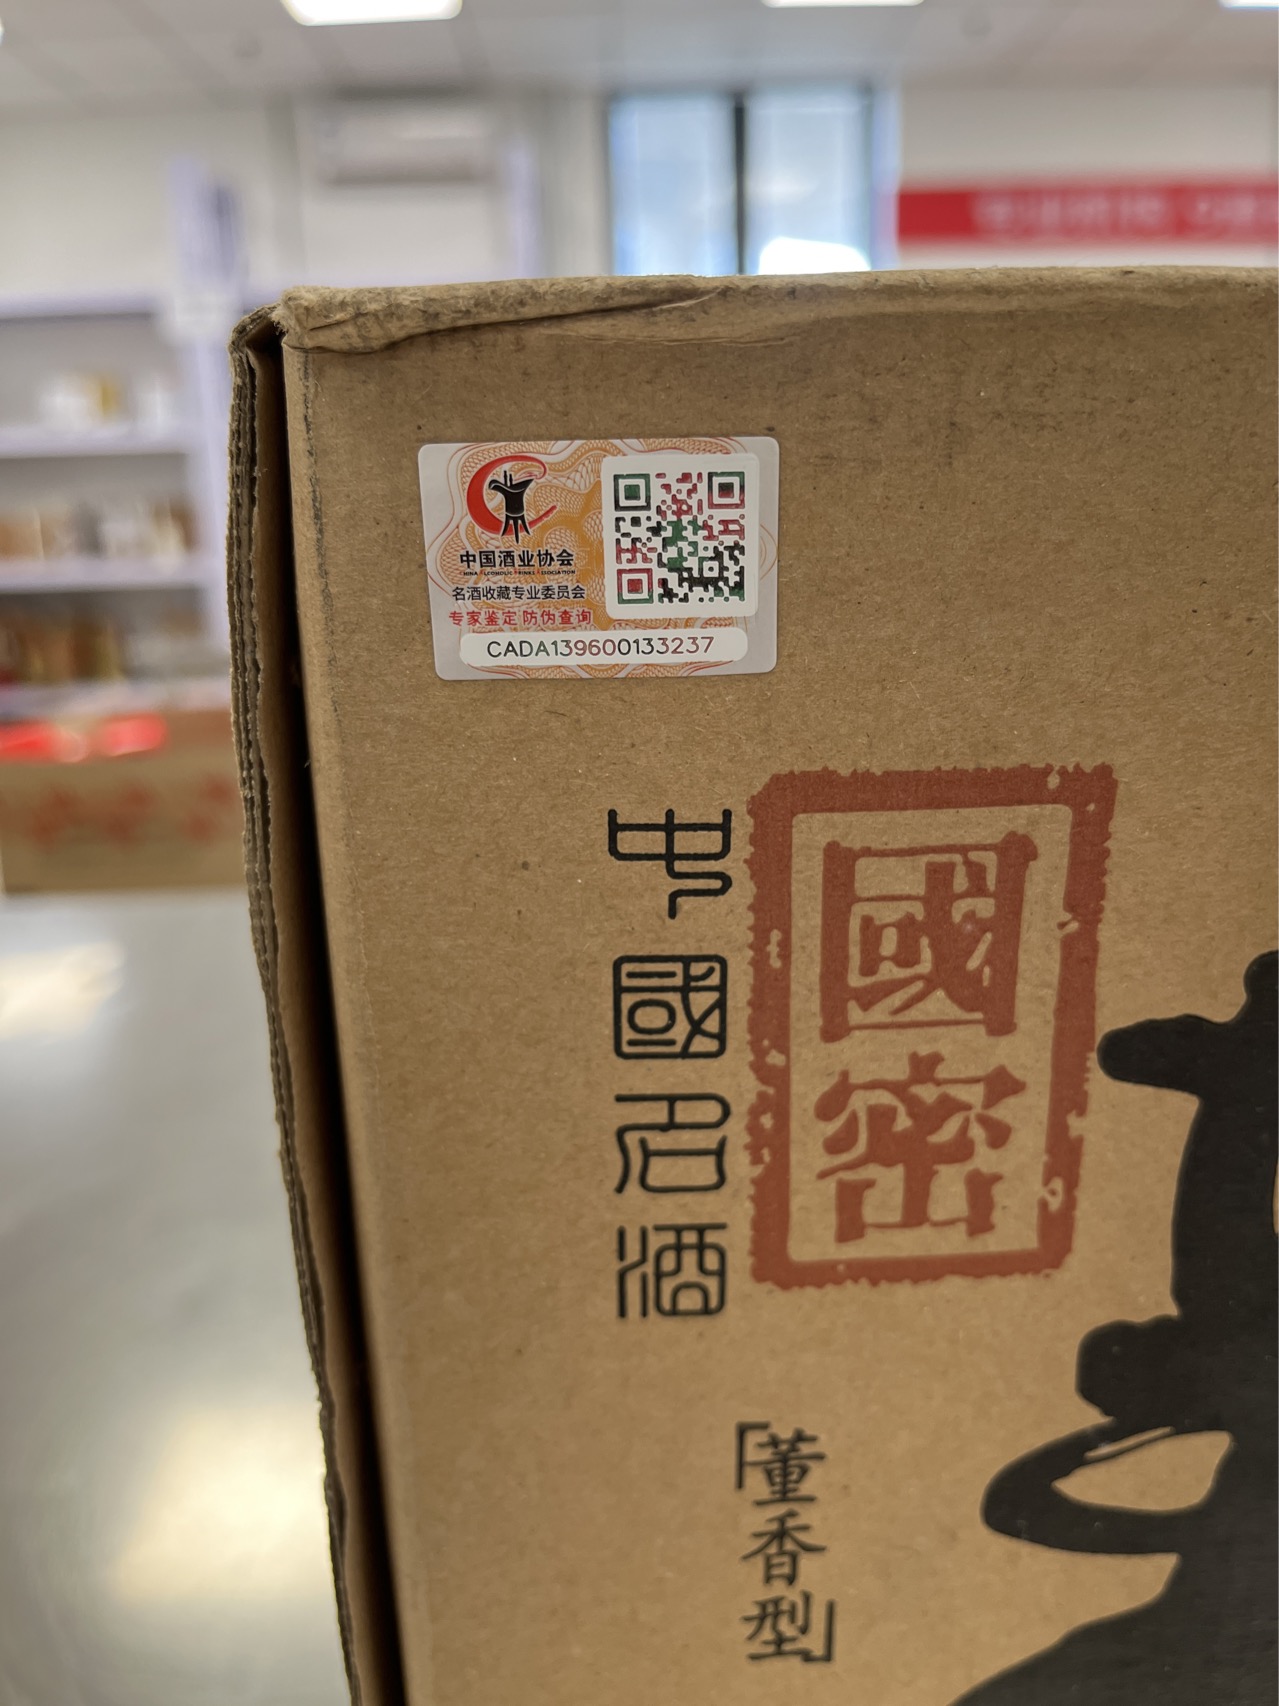 中国酒业协会
名酒收藏专业委员会
专家鉴定 防伪查询
CADA139600133237
國密
中國名酒
「董香型」